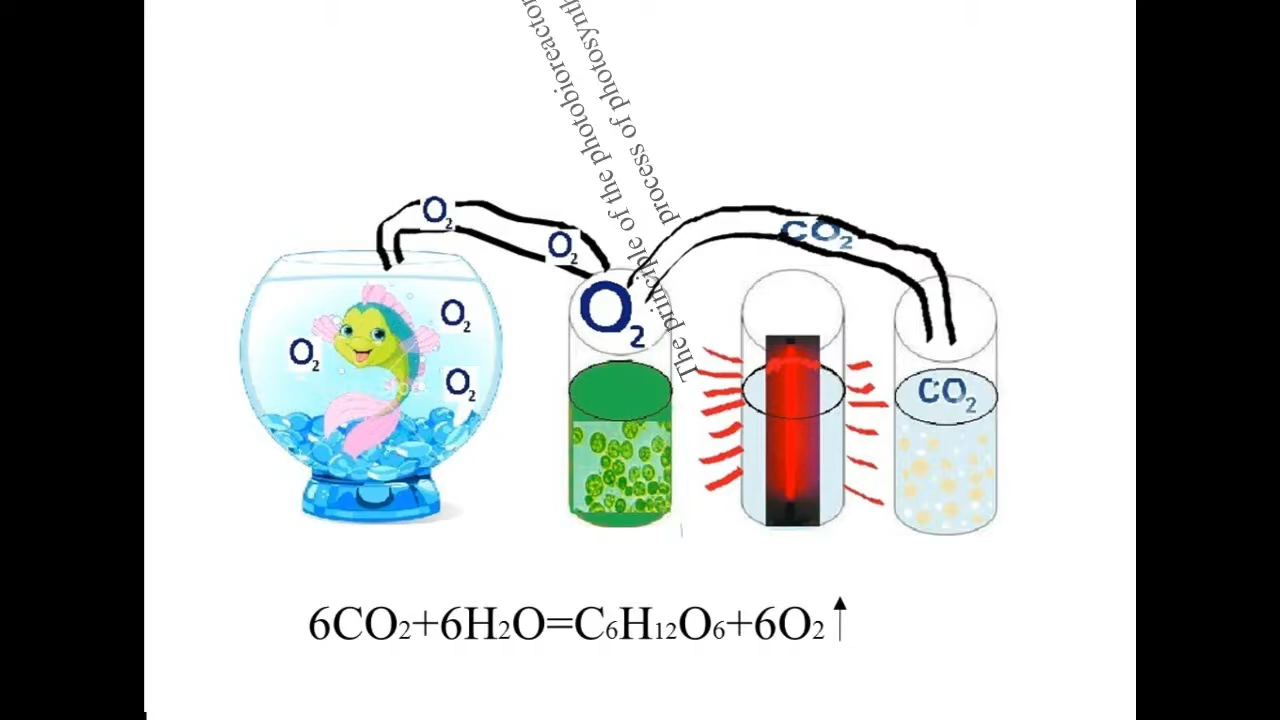 The principle of the photobioreactor
process of photosynth
O2
O2
CO2
O2
O2
O2
O2
CO2
6CO2+6H2O=C6H12O6+6O2↑